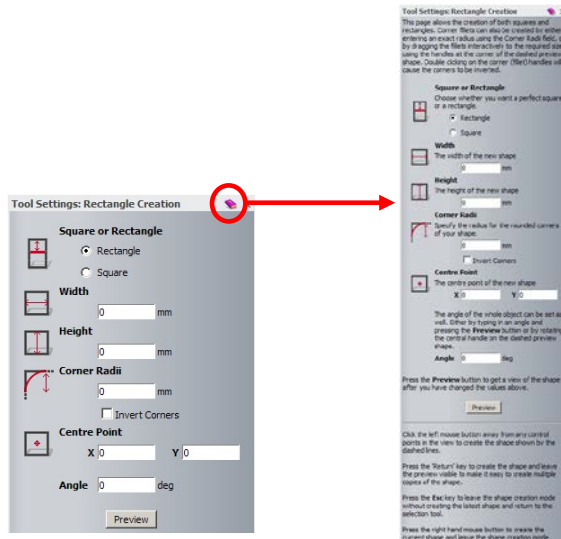 Tool Settings: Rectangle Creation
Square or Rectangle
Rectangle
Square
Width
0 mm
Height
0 mm
Corner Radii
0 mm
Invert Corners
Centre Point
X 0 Y 0
Angle 0 deg
Preview
Tool Settings: Rectangle Creation
This page allows the creation of both squares and
rectangles. Corner fillets can also be created by either
entering an exact radius using the Corner Radii field,
by dragging the fillets interactively to the required size
using the handles at the corner of the dashed preview
shape. Double clicking on the corner (fillet) handles will
cause the corners to be inverted.
Square or Rectangle
Choose whether you want a perfect square
or a rectangle.
Rectangle
Square
Width
The width of the new shape
0 mm
Height
The height of the new shape
0 mm
Corner Radii
Specify the radius for the rounded corners
of your shape.
0 mm
Invert Corners
Centre Point
The centre point of the new shape
X 0 Y 0
The angle of the whole object can be set as
well. Either by typing in an angle and
pressing the Preview button or by rotating
the central handle on the dashed preview
shape.
Angle 0 deg
Press the Preview button to get a view of the shape
after you have changed the values above.
Preview
Click the left mouse button away from any control
points in the view to create the shape shown by the
dashed lines.
Press the 'Return' key to create the shape and leave
the preview visible to make it easy to create multiple
copies of the shape.
Press the Esc key to leave the shape creation mode
without creating the latest shape and return to the
selection tool.
Press the right hand mouse button to create the
current shape and leave the shape creation mode